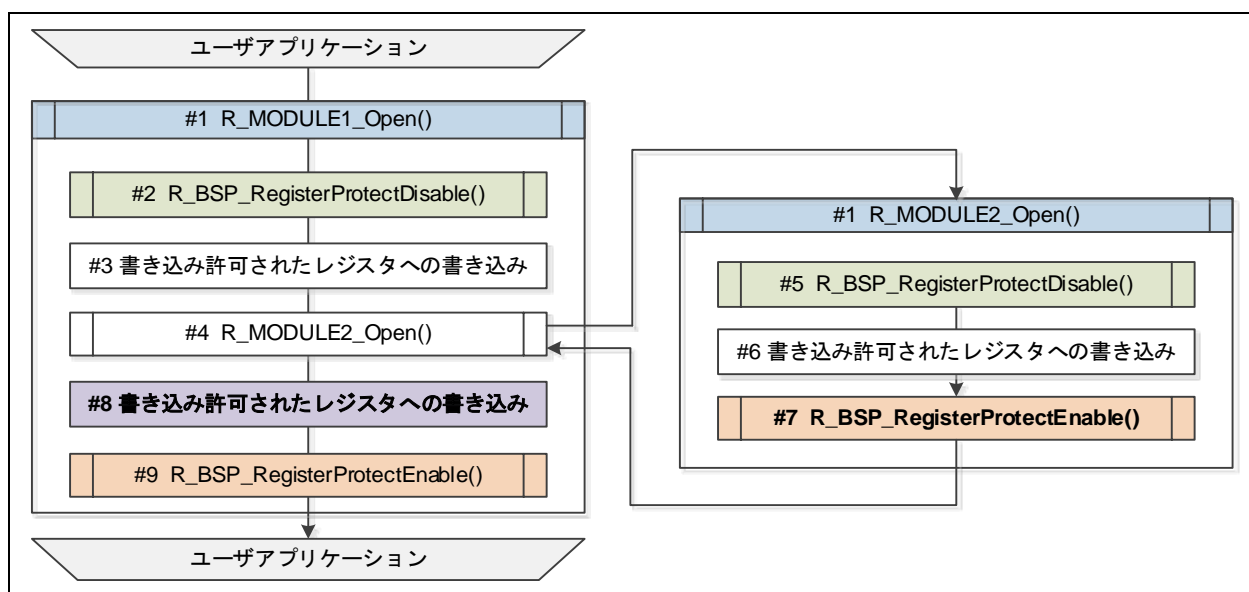 ユーザアプリケーション
#1 R_MODULE1_Open()
#2 R_BSP_RegisterProtectDisable()
#3 書き込み許可されたレジスタへの書き込み
#4 R_MODULE2_Open()
#8 書き込み許可されたレジスタへの書き込み
#9 R_BSP_RegisterProtectEnable()
ユーザアプリケーション
#1 R_MODULE2_Open()
#5 R_BSP_RegisterProtectDisable()
#6 書き込み許可されたレジスタへの書き込み
#7 R_BSP_RegisterProtectEnable()